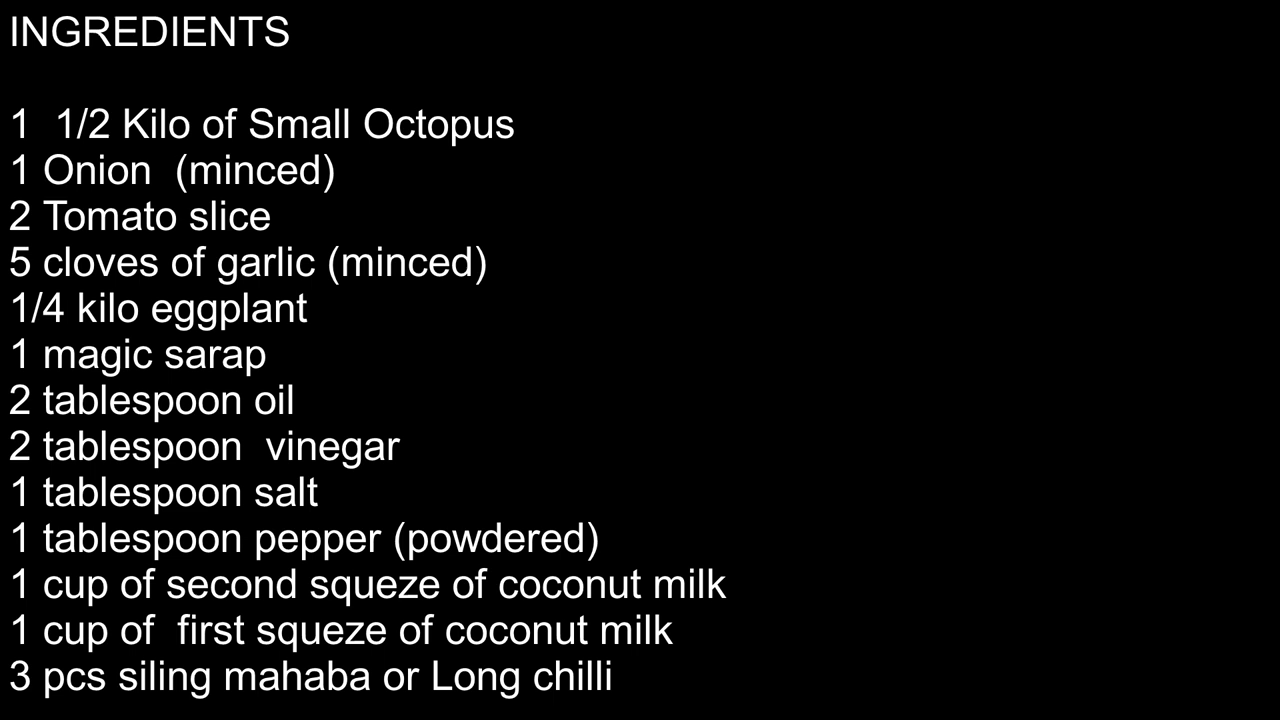 INGREDIENTS
1  1/2 Kilo of Small Octopus
1 Onion  (minced)
2 Tomato slice
5 cloves of garlic (minced)
1/4 kilo eggplant
1 magic sarap
2 tablespoon oil
2 tablespoon  vinegar
1 tablespoon salt
1 tablespoon pepper (powdered)
1 cup of second squeze of coconut milk
1 cup of  first squeze of coconut milk
3 pcs siling mahaba or Long chilli